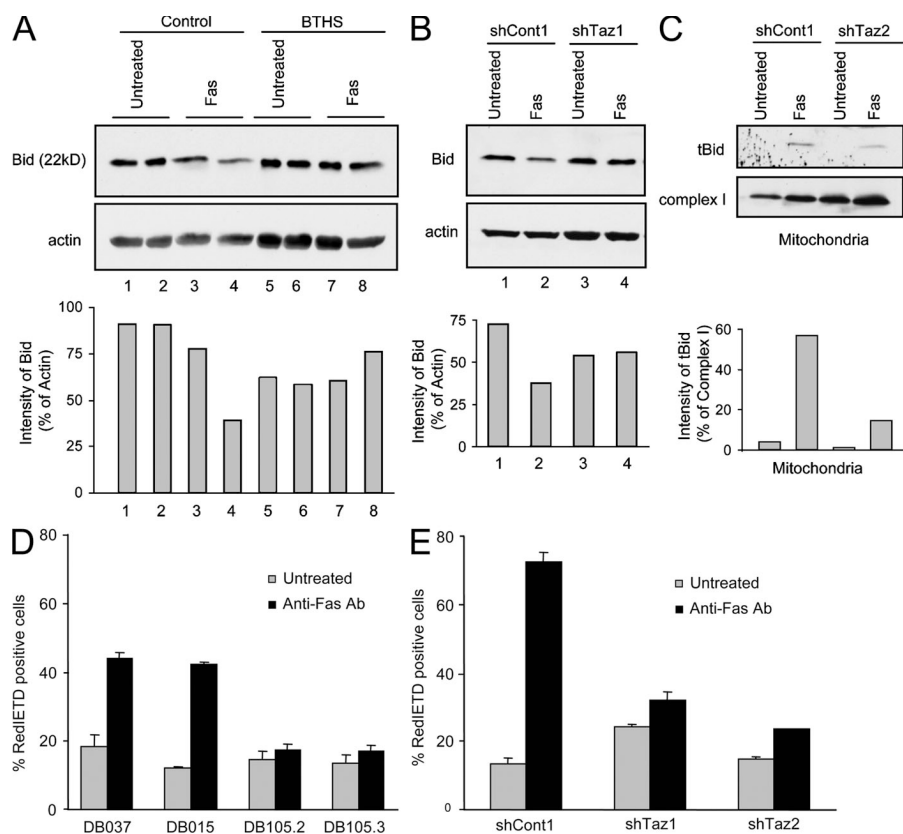 A
Control
BTHS
Untreated
Fas
Untreated
Fas
Bid (22kD)
actin
1 2 3 4 5 6 7 8
Intensity of Bid
(% of Actin)
100
75
50
25
0
1 2 3 4 5 6 7 8
B
shCont1 shTaz1
Untreated
Fas
Untreated
Fas
Bid
actin
1 2 3 4
Intensity of Bid
(% of Actin)
75
50
25
0
1 2 3 4
C
shCont1 shTaz2
Untreated
Fas
Untreated
Fas
tBid
complex I
Mitochondria
Intensity of tBid
(% of Complex I)
60
40
20
0
Mitochondria
D
% RedIETD positive cells
80
60
40
20
0
Untreated
Anti-Fas Ab
DB037 DB015 DB105.2 DB105.3
E
% RedIETD positive cells
80
60
40
20
0
Untreated
Anti-Fas Ab
shCont1 shTaz1 shTaz2